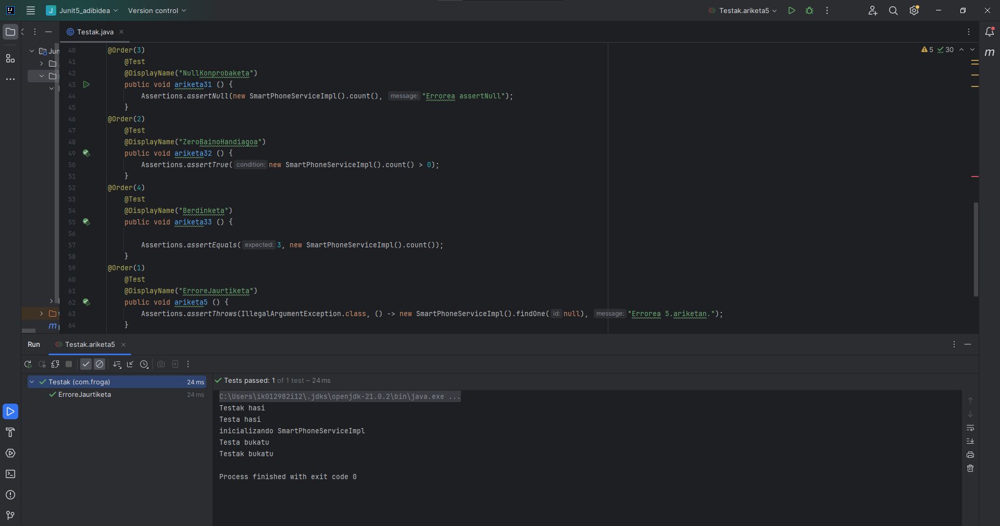 J Junit5_adibidea Version control Testak.ariketa5
Testak.java
Jun
5 30
40 @Order(3)
41 @Test
42 @DisplayName("NullKonprobaketa")
43 public void ariketa31 () {
44 Assertions.assertNull(new SmartPhoneServiceImpl().count(), message: "Errorea assertNull");
45 }
46 @Order(2)
47 @Test
48 @DisplayName("ZeroBainoHandiagoa")
49 public void ariketa32 () {
50 Assertions.assertTrue( condition: new SmartPhoneServiceImpl().count() > 0);
51 }
52 @Order(4)
53 @Test
54 @DisplayName("Berdinketa")
55 public void ariketa33 () {
56
57 Assertions.assertEquals( expected: 3, new SmartPhoneServiceImpl().count());
58 }
59 @Order(1)
60 @Test
61 @DisplayName("ErroreJaurtiketa")
62 public void ariketa5 () {
63 Assertions.assertThrows(IllegalArgumentException.class, () -> new SmartPhoneServiceImpl().findOne( id: null), message: "Errorea 5.ariketan.");
64 }
Run Testak.ariketa5
Testak (com.froga) 24 ms
ErroreJaurtiketa 24 ms
Tests passed: 1 of 1 test – 24 ms
C:\Users\ik012982i12\.jdks\openjdk-21.0.2\bin\java.exe ...
Testak hasi
Testa hasi
inicializando SmartPhoneServiceImpl
Testa bukatu
Testak bukatu
Process finished with exit code 0